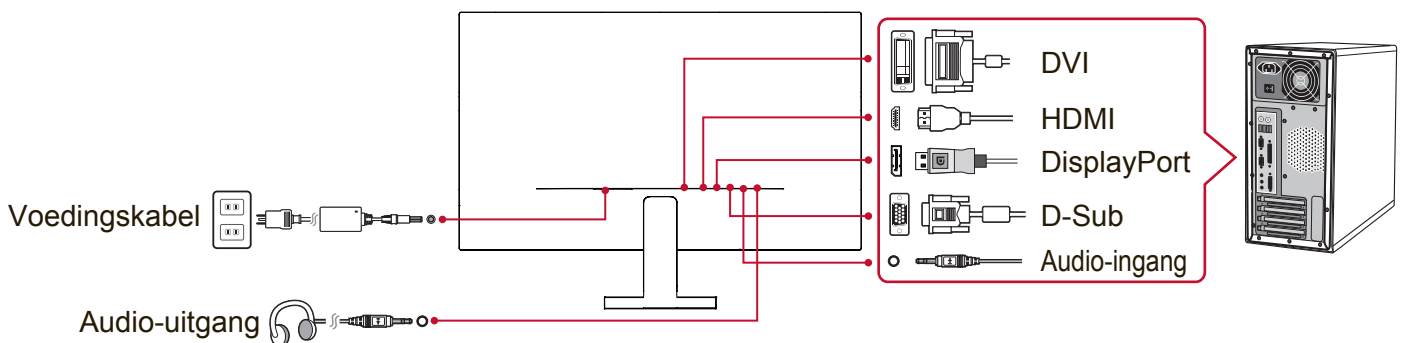 DVI
HDMI
DisplayPort
D-Sub
Audio-ingang
Voedingskabel
Audio-uitgang